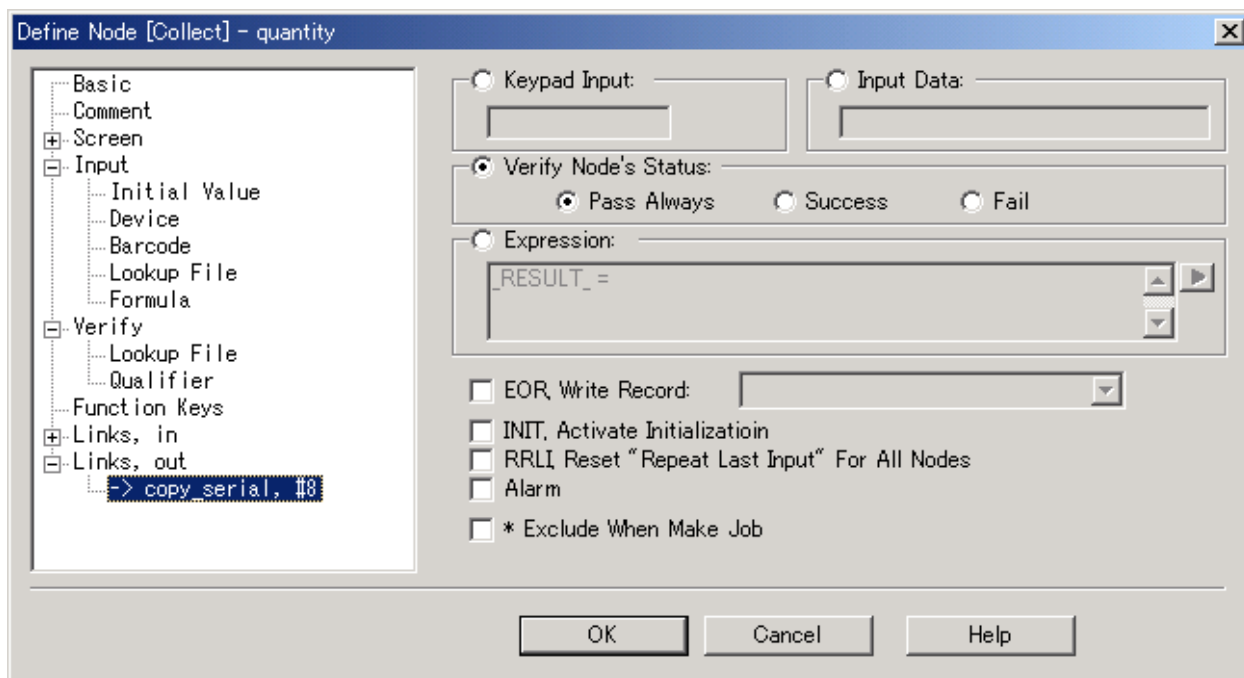 Define Node [Collect] - quantity
Basic
Comment
Screen
Input
Initial Value
Device
Barcode
Lookup File
Formula
Verify
Lookup File
Qualifier
Function Keys
Links, in
Links, out
-> copy_serial, #8
Keypad Input:
Input Data:
Verify Node's Status:
Pass Always
Success
Fail
Expression:
_RESULT_ =
EOR, Write Record:
INIT, Activate Initializatioin
RRLI, Reset "Repeat Last Input" For All Nodes
Alarm
* Exclude When Make Job
OK
Cancel
Help